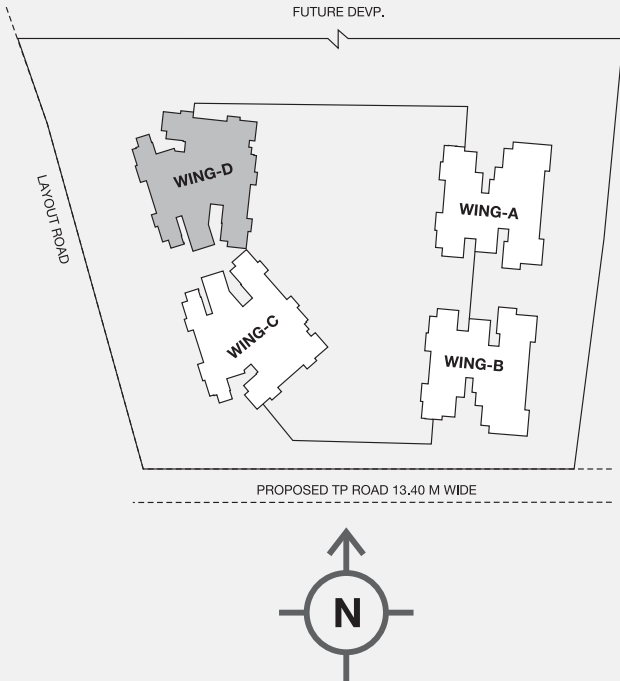 FUTURE DEVP.
WING-D
WING-A
LAYOUT ROAD
WING-C
WING-B
PROPOSED TP ROAD 13.40 M WIDE
N